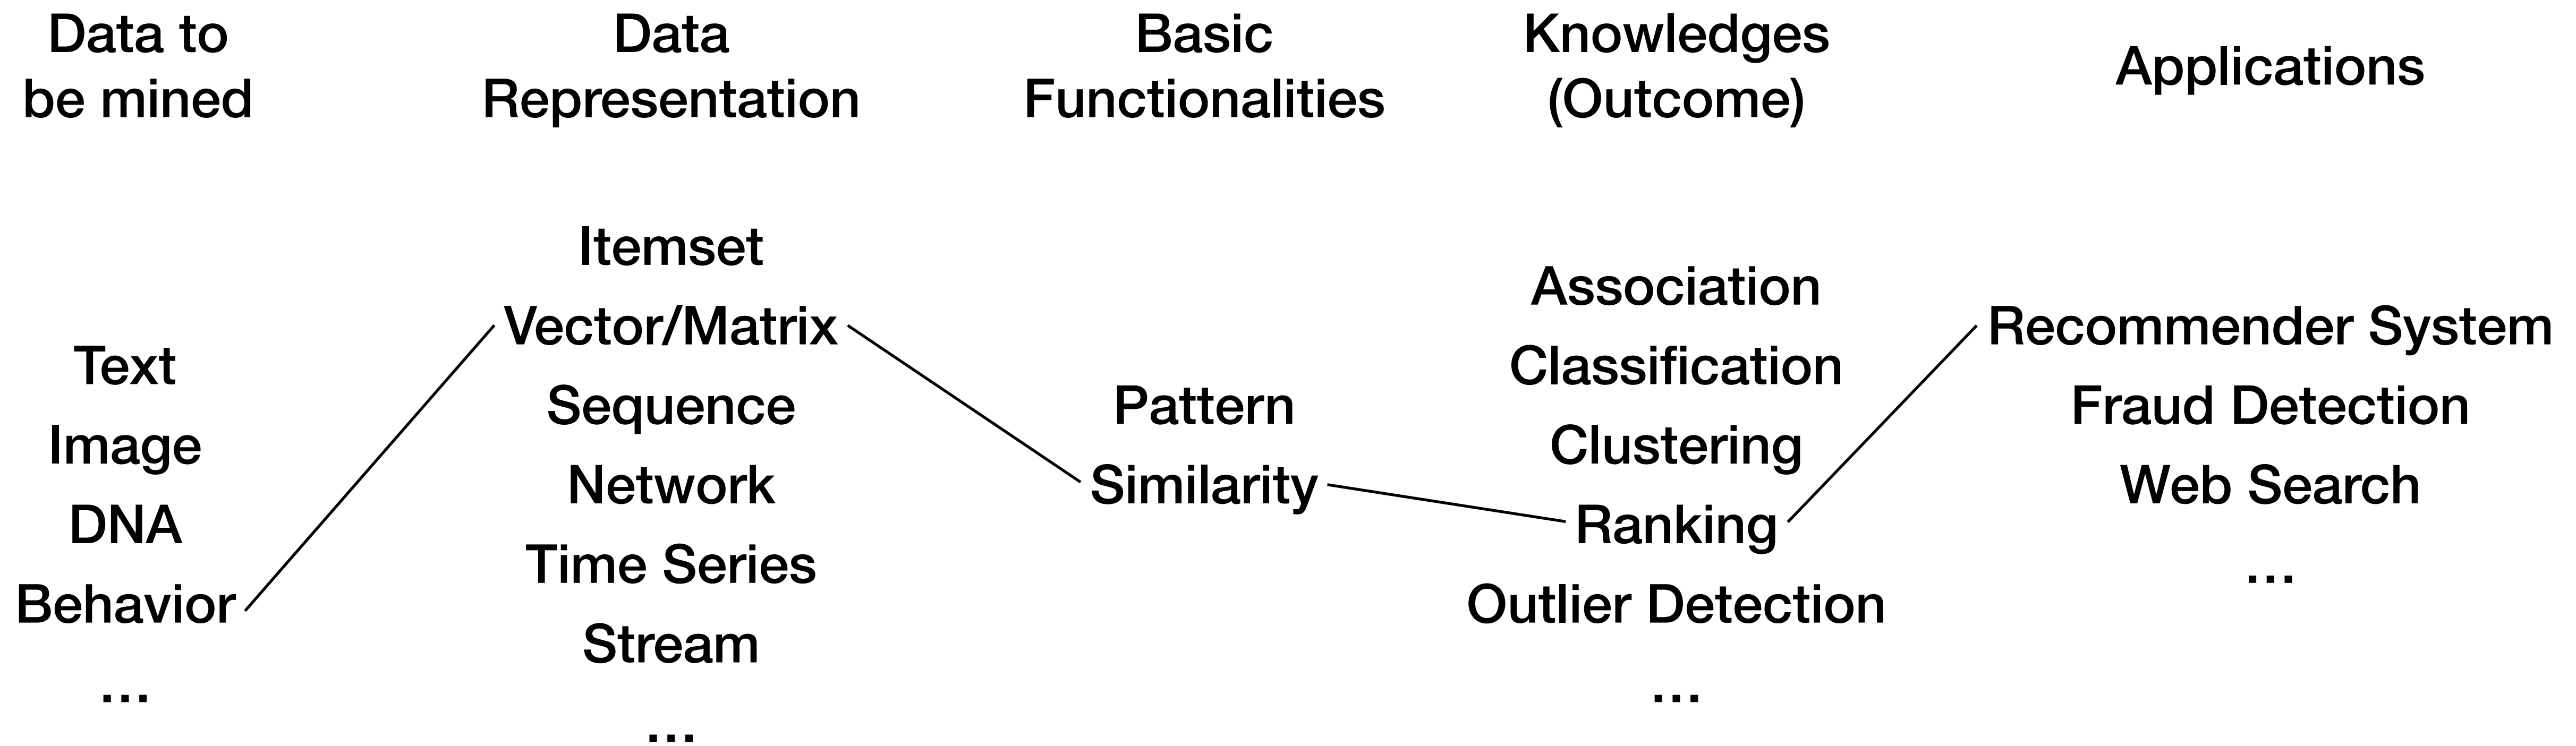 Data to
be mined
Data
Representation
Basic
Functionalities
Knowledges
(Outcome)
Applications
Text
Image
DNA
Behavior
...
Itemset
Vector/Matrix
Sequence
Network
Time Series
Stream
...
Pattern
Similarity
Association
Classification
Clustering
Ranking
Outlier Detection
...
Recommender System
Fraud Detection
Web Search
...